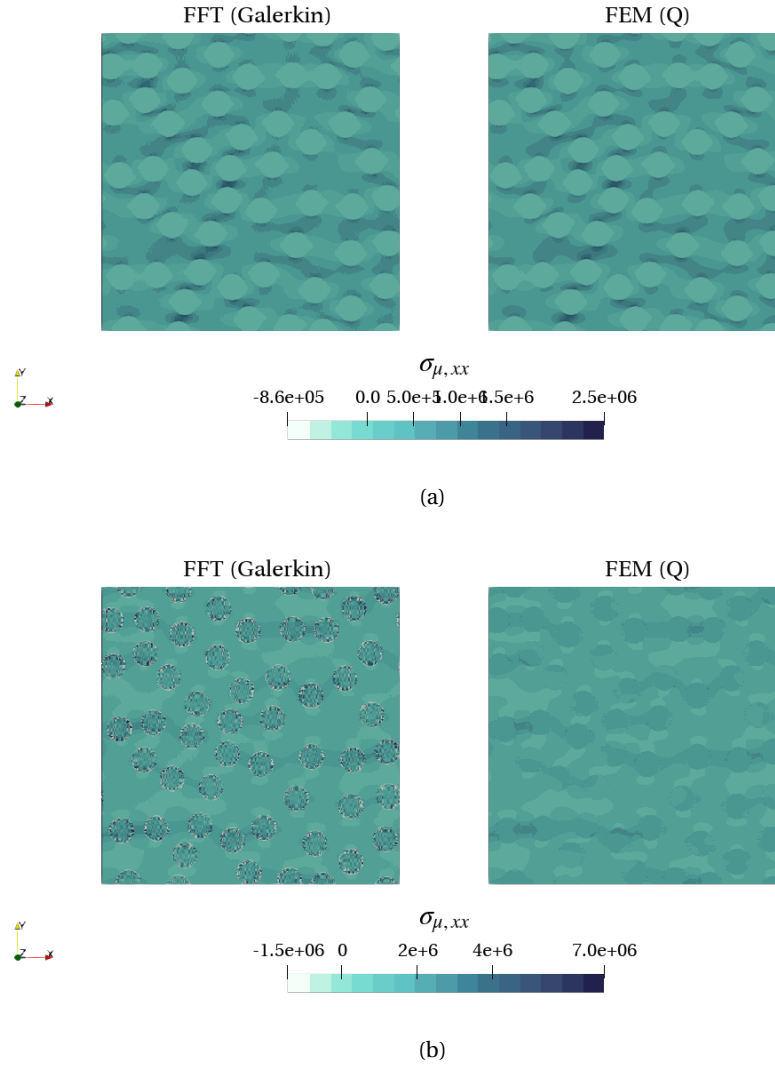 FFT (Galerkin) FEM (Q)
Y
Z X
σμ,xx
-8.6e+05 0.0 5.0e+5 1.0e+6 1.5e+6 2.5e+06
(a)
FFT (Galerkin) FEM (Q)
Y
Z X
σμ,xx
-1.5e+06 0 2e+6 4e+6 7.0e+06
(b)